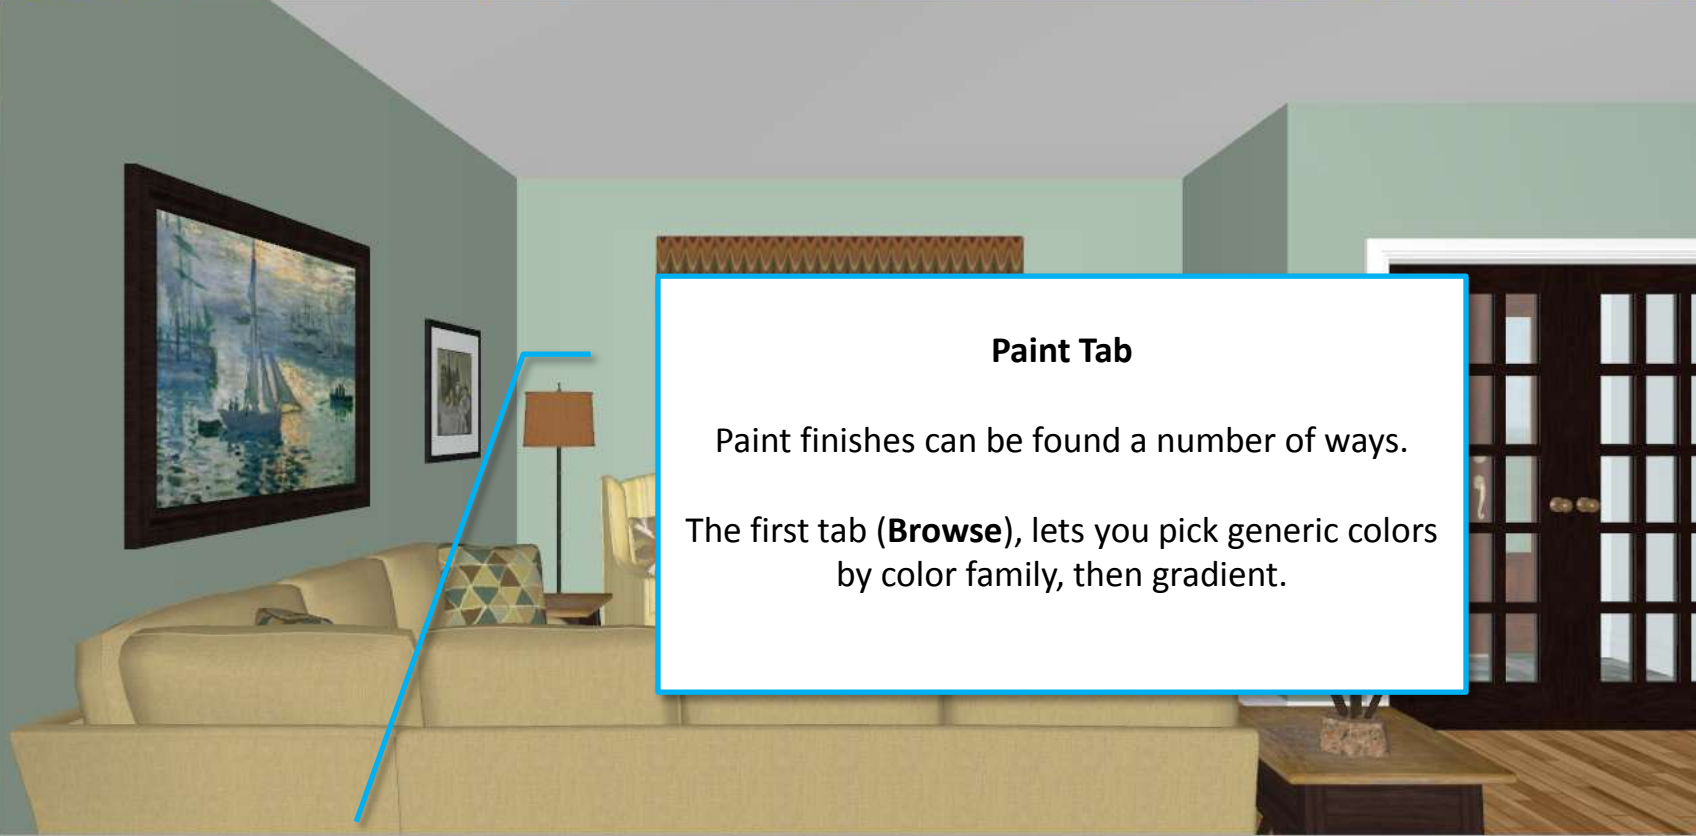 Paint Tab
Paint finishes can be found a number of ways.
The first tab (Browse), lets you pick generic colors
by color family, then gradient.